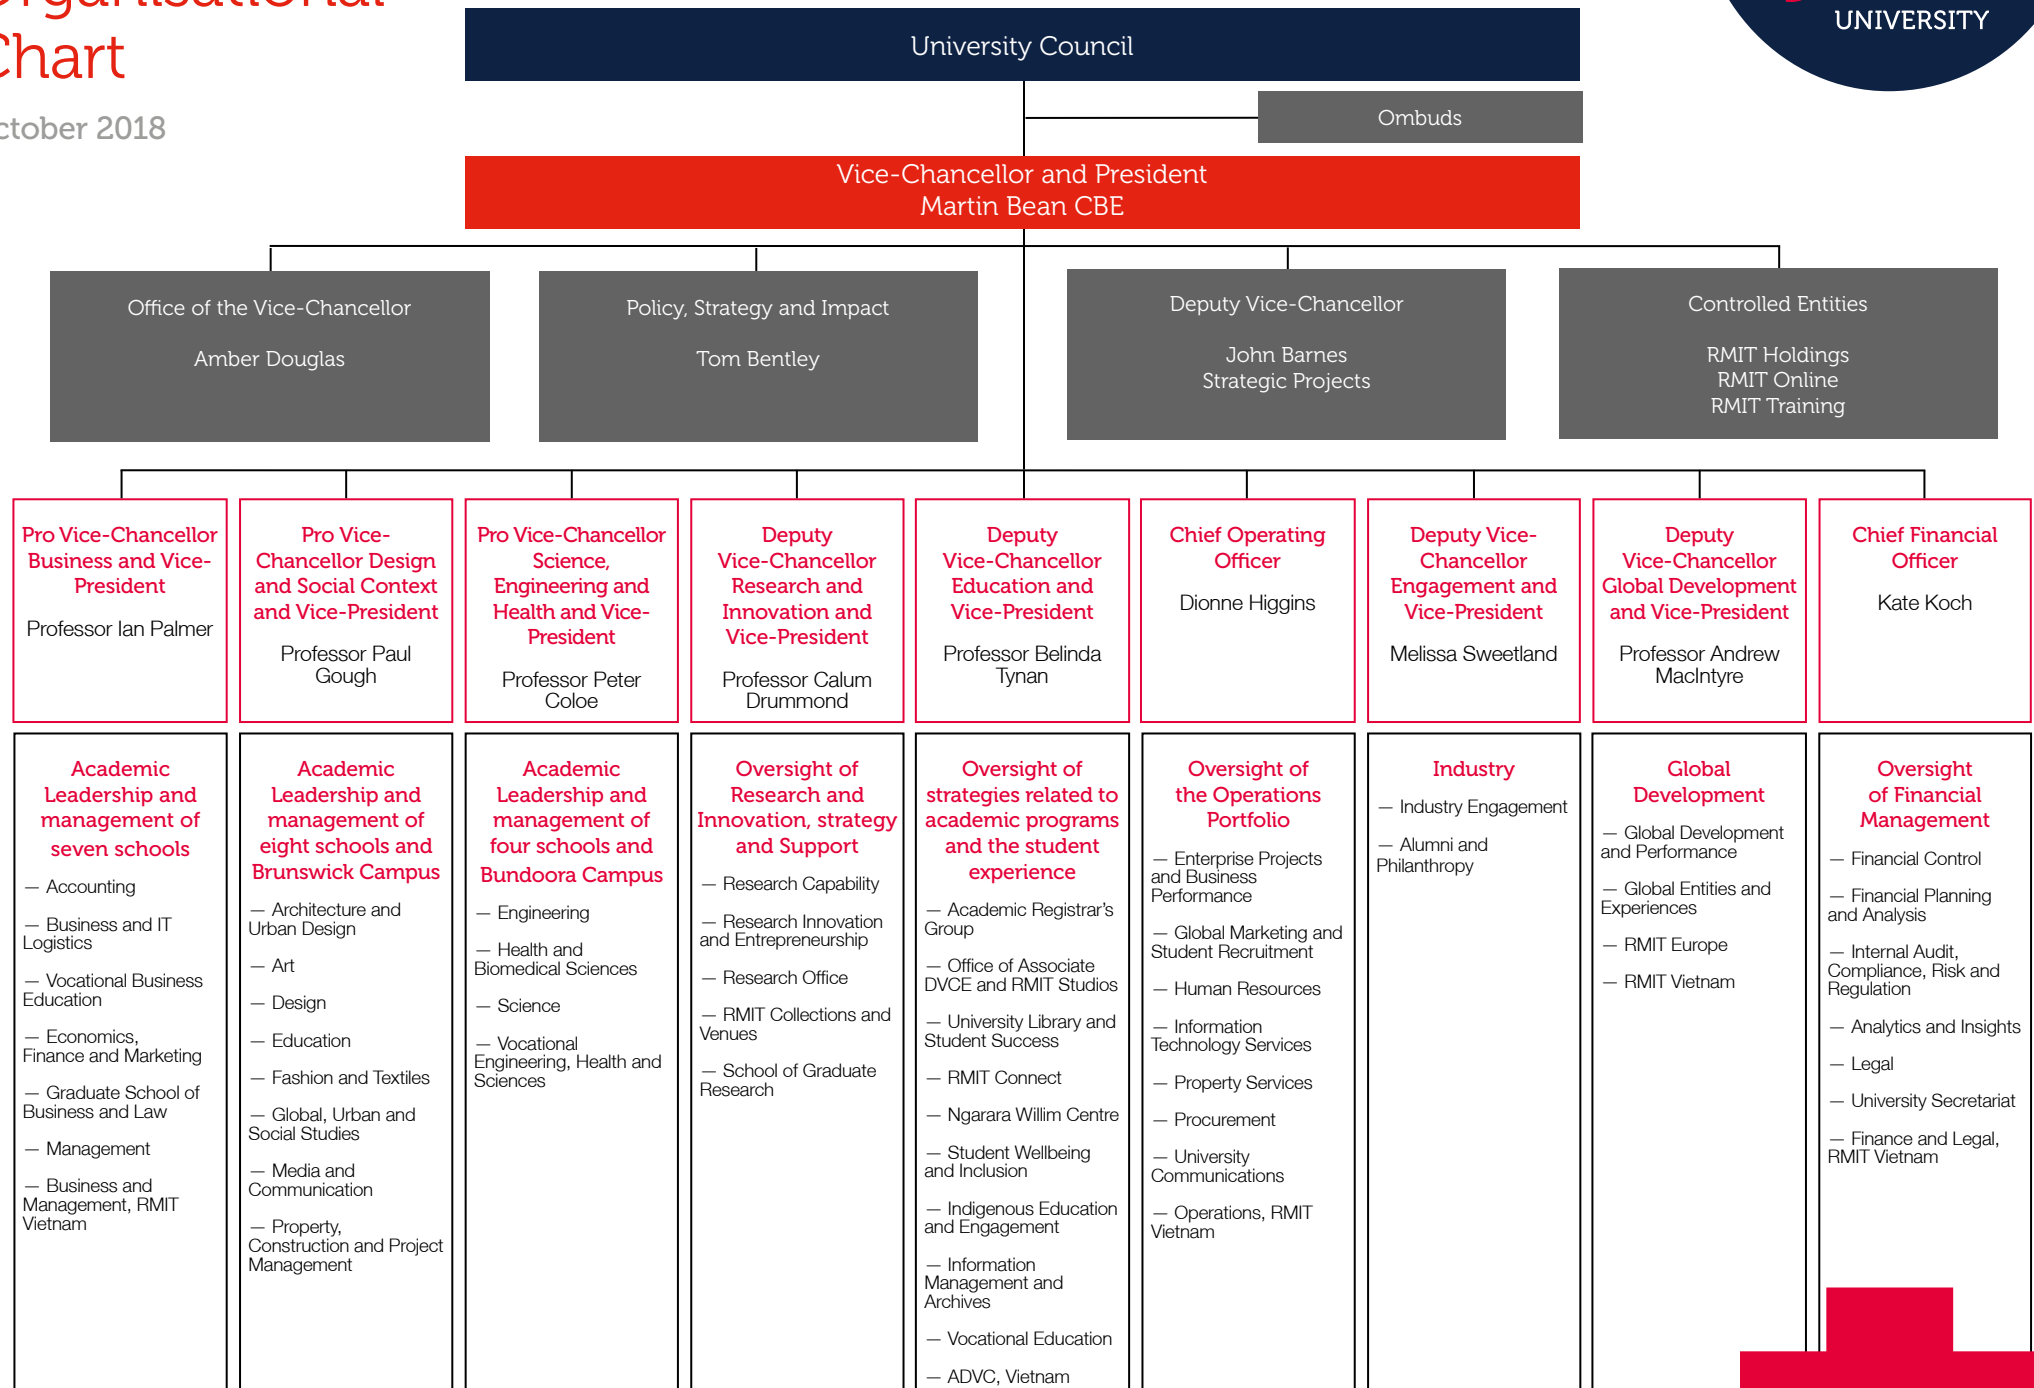 Organisational
Chart
October 2018
UNIVERSITY
University Council
Ombuds
Vice-Chancellor and President
Martin Bean CBE
Office of the Vice-Chancellor
Amber Douglas
Policy, Strategy and Impact
Tom Bentley
Deputy Vice-Chancellor
John Barnes
Strategic Projects
Controlled Entities
RMIT Holdings
RMIT Online
RMIT Training
Pro Vice-Chancellor
Business and Vice-
President
Professor Ian Palmer
Pro Vice-
Chancellor Design
and Social Context
and Vice-President
Professor Paul
Gough
Pro Vice-Chancellor
Science,
Engineering and
Health and Vice-
President
Professor Peter
Coloe
Deputy
Vice-Chancellor
Research and
Innovation and
Vice-President
Professor Calum
Drummond
Deputy
Vice-Chancellor
Education and
Vice-President
Professor Belinda
Tynan
Chief Operating
Officer
Dionne Higgins
Deputy Vice-
Chancellor
Engagement and
Vice-President
Melissa Sweetland
Deputy
Vice-Chancellor
Global Development
and Vice-President
Professor Andrew
MacIntyre
Chief Financial
Officer
Kate Koch
Academic
Leadership and
management of
seven schools
— Accounting
— Business and IT
Logistics
— Vocational Business
Education
— Economics,
Finance and Marketing
— Graduate School of
Business and Law
— Management
— Business and
Management, RMIT
Vietnam
Academic
Leadership and
management of
eight schools and
Brunswick Campus
— Architecture and
Urban Design
— Art
— Design
— Education
— Fashion and Textiles
— Global, Urban and
Social Studies
— Media and
Communication
— Property,
Construction and Project
Management
Academic
Leadership and
management of
four schools and
Bundoora Campus
— Engineering
— Health and
Biomedical Sciences
— Science
— Vocational
Engineering, Health and
Sciences
Oversight of
Research and
Innovation, strategy
and Support
— Research Capability
— Research Innovation
and Entrepreneurship
— Research Office
— RMIT Collections and
Venues
— School of Graduate
Research
Oversight of
strategies related to
academic programs
and the student
experience
— Academic Registrar's
Group
— Office of Associate
DVCE and RMIT Studios
— University Library and
Student Success
— RMIT Connect
— Ngarara Willim Centre
— Student Wellbeing
and Inclusion
— Indigenous Education
and Engagement
— Information
Management and
Archives
— Vocational Education
— ADVC, Vietnam
Oversight of
the Operations
Portfolio
— Enterprise Projects
and Business
Performance
— Global Marketing and
Student Recruitment
— Human Resources
— Information
Technology Services
— Property Services
— Procurement
— University
Communications
— Operations, RMIT
Vietnam
Industry
— Industry Engagement
— Alumni and
Philanthropy
Global
Development
— Global Development
and Performance
— Global Entities and
Experiences
— RMIT Europe
— RMIT Vietnam
Oversight
of Financial
Management
— Financial Control
— Financial Planning
and Analysis
— Internal Audit,
Compliance, Risk and
Regulation
— Analytics and Insights
— Legal
— University Secretariat
— Finance and Legal,
RMIT Vietnam